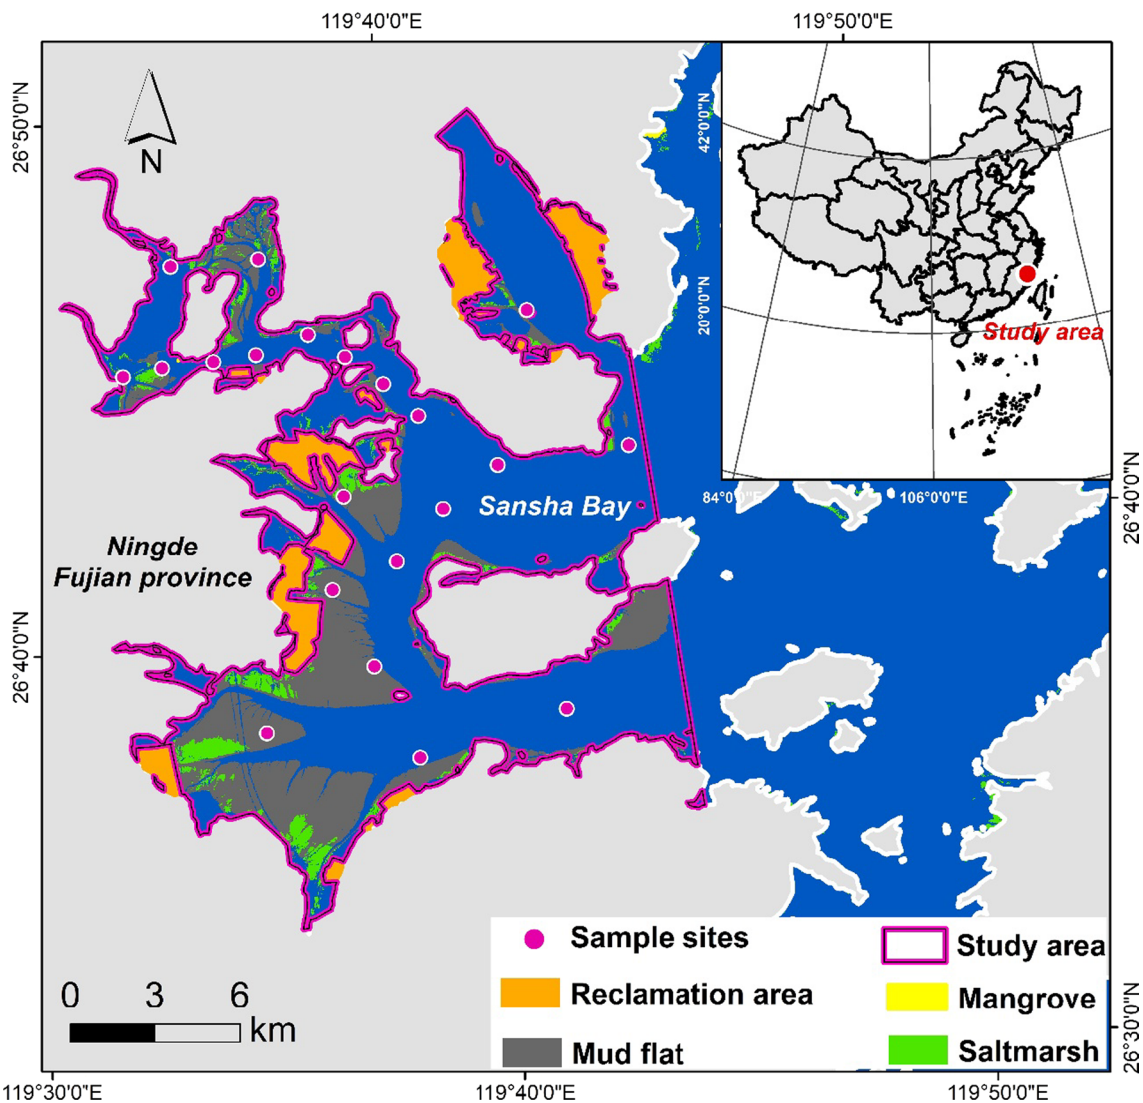 119°40'0"E
119°50'0"E
26°50'0"N
42°0'0"N
N
20°0'0"N
Study area
84°0'0"E
106°0'0"E
26°40'0"N
Sansha Bay
Ningde
Fujian province
26°40'0"N
Sample sites
Study area
Reclamation area
Mangrove
Mud flat
Saltmarsh
0 3 6
km
26°30'0"N
119°30'0"E
119°40'0"E
119°50'0"E